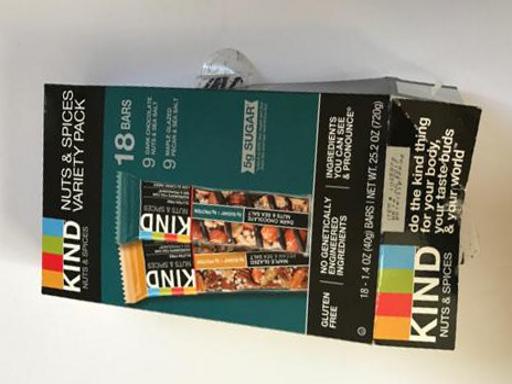 KIND
NUTS & SPICES
NUTS & SPICES
VARIETY PACK
18 BARS
9 DARK CHOCOLATE
NUTS & SEA SALT
9 MAPLE GLAZED
PECAN & SEA SALT
5g SUGAR
KIND
NUTS & SPICES
DARK CHOCOLATE
NUTS & SEA SALT
KIND
NUTS & SPICES
MAPLE GLAZED
PECAN & SEA SALT
GLUTEN
FREE
NO GENETICALLY
ENGINEERED
INGREDIENTS
INGREDIENTS
YOU CAN SEE
& PRONOUNCE®
18 - 1.4 OZ (40g) BARS | NET WT. 25.2 OZ (720g)
KIND
NUTS & SPICES
do the kind thing
for your body,
your taste buds
& your world